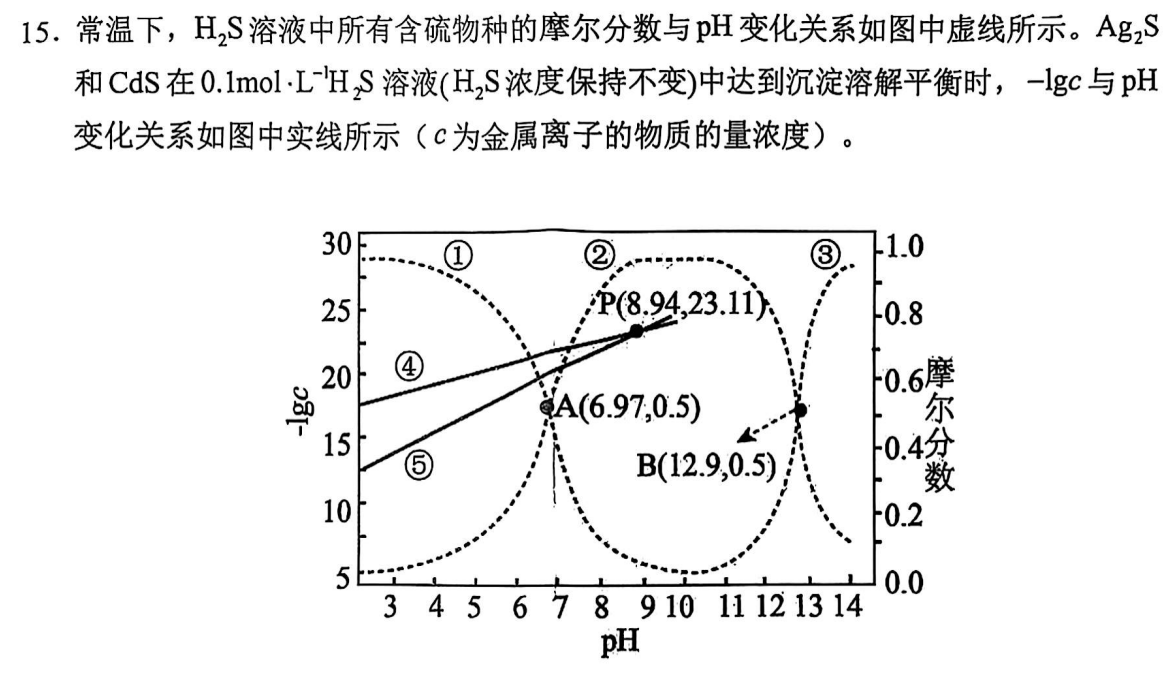 15. 常温下，H₂S溶液中所有含硫物种的摩尔分数与pH变化关系如图中虚线所示。Ag₂S
和CdS在0.1mol·L⁻¹H₂S溶液(H₂S浓度保持不变)中达到沉淀溶解平衡时，-lgc与pH
变化关系如图中实线所示（c为金属离子的物质的量浓度）。
30 ① ② ③ 1.0
P(8.94,23.11)
25 0.8
④
20 0.6
A(6.97,0.5)
15 0.4
⑤ B(12.9,0.5)
10 0.2
5 0.0
-lgc
摩尔分数
3 4 5 6 7 8 9 10 11 12 13 14
pH